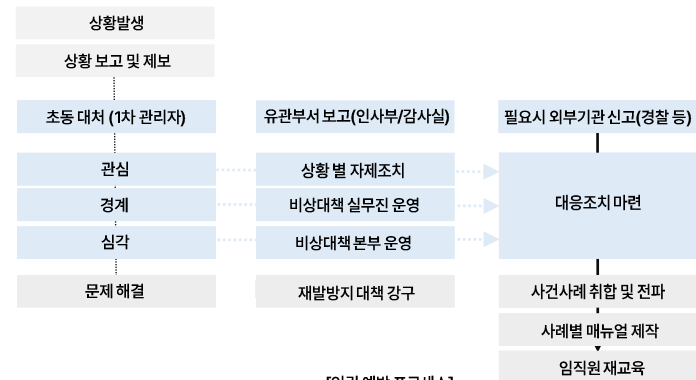 상황발생
상황 보고 및 제보
초동 대처 (1차 관리자)
유관부서 보고(인사부/감사실)
필요시 외부기관 신고(경찰 등)
관심
상황 별 자제조치
경계
비상대책 실무진 운영
대응조치 마련
심각
비상대책 본부 운영
문제 해결
재발방지 대책 강구
사건사례 취합 및 전파
사례별 매뉴얼 제작
임직원 재교육